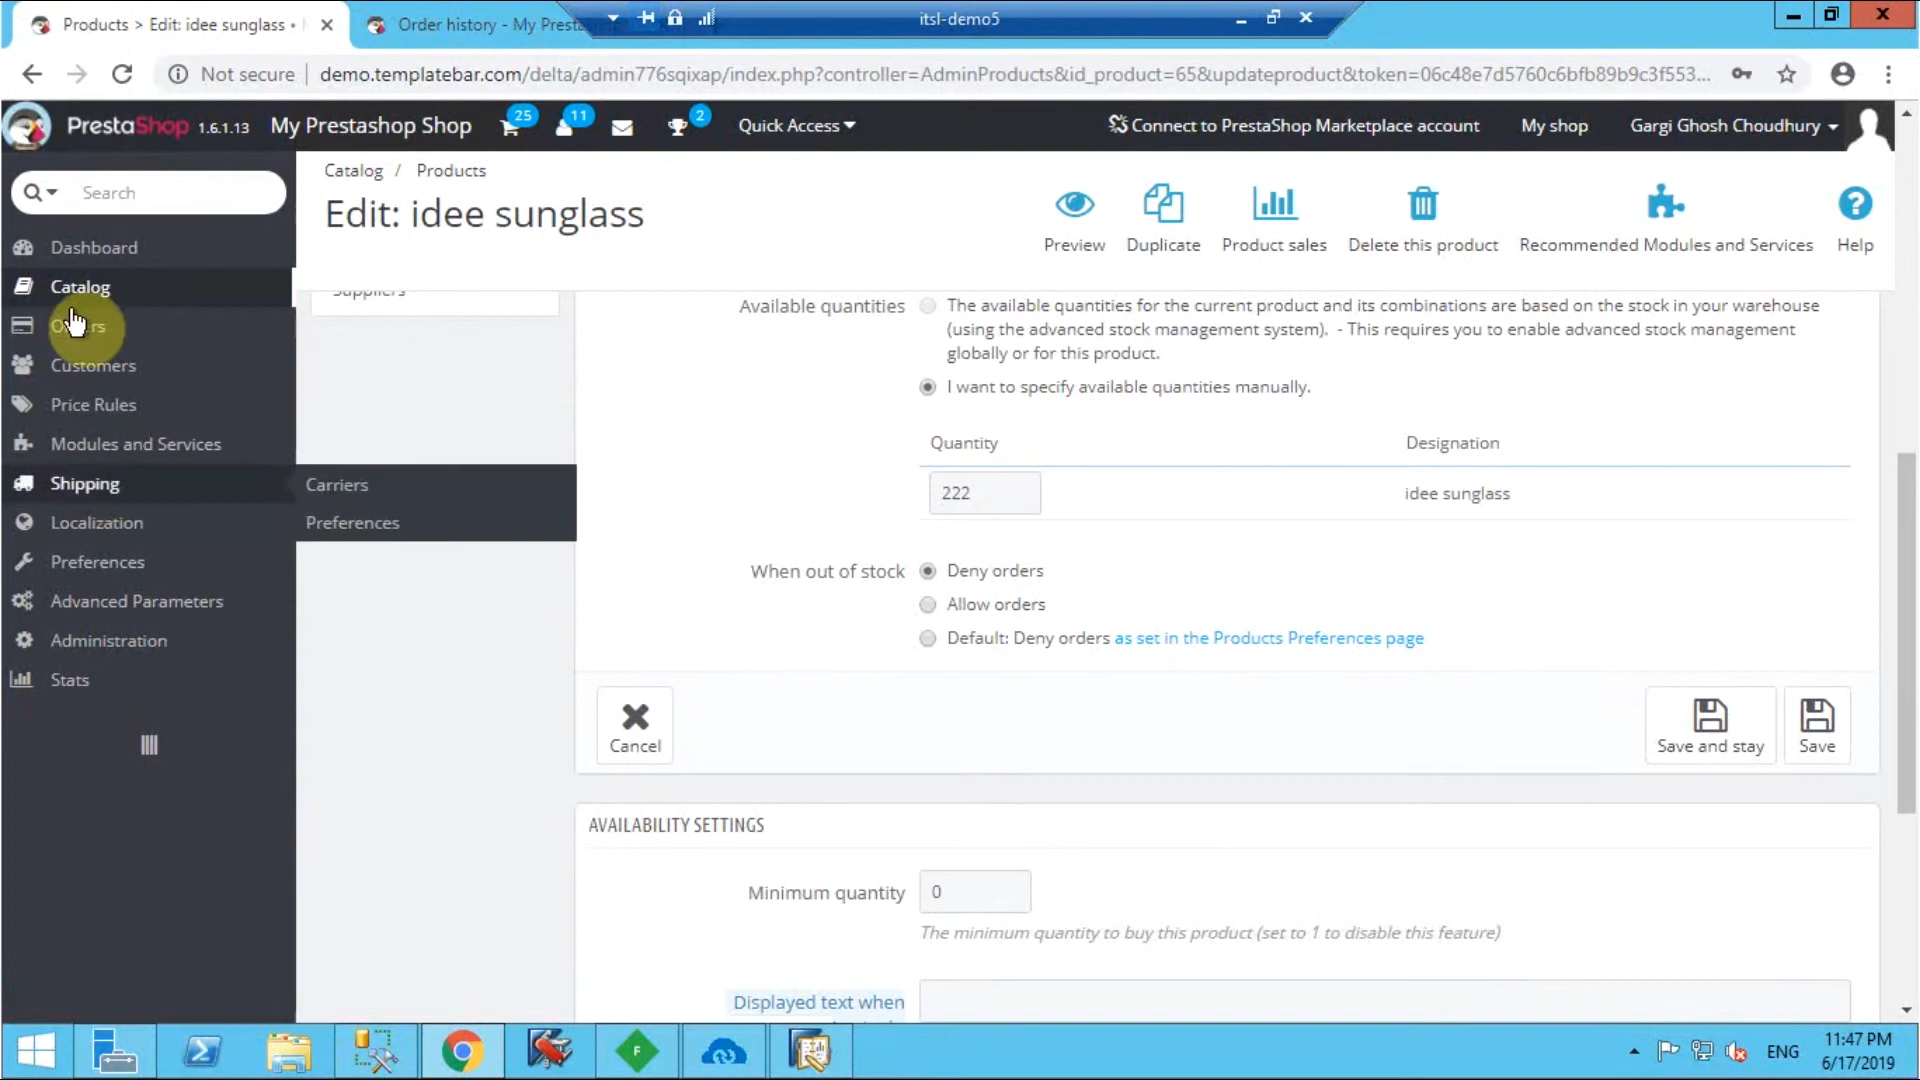 Products > Edit: idee sunglass •
Order history - My Presta
itsl-demo5
Not secure
demo.templatebar.com/delta/admin776sqixap/index.php?controller=AdminProducts&id_product=65&updateproduct&token=06c48e7d5760c6bfb89b9c3f553...
PrestaShop 1.6.1.13
My Prestashop Shop
25
11
2
Quick Access
Connect to PrestaShop Marketplace account
My shop
Gargi Ghosh Choudhury
Search
Dashboard
Catalog
Customers
Price Rules
Modules and Services
Shipping
Localization
Preferences
Advanced Parameters
Administration
Stats
Carriers
Preferences
Catalog / Products
Edit: idee sunglass
Preview
Duplicate
Product sales
Delete this product
Recommended Modules and Services
Help
Suppliers
Available quantities
The available quantities for the current product and its combinations are based on the stock in your warehouse
(using the advanced stock management system). - This requires you to enable advanced stock management
globally or for this product.
I want to specify available quantities manually.
Quantity
Designation
222
idee sunglass
When out of stock
Deny orders
Allow orders
Default: Deny orders as set in the Products Preferences page
Cancel
Save and stay
Save
AVAILABILITY SETTINGS
Minimum quantity
0
The minimum quantity to buy this product (set to 1 to disable this feature)
Displayed text when
F
ENG
11:47 PM
6/17/2019